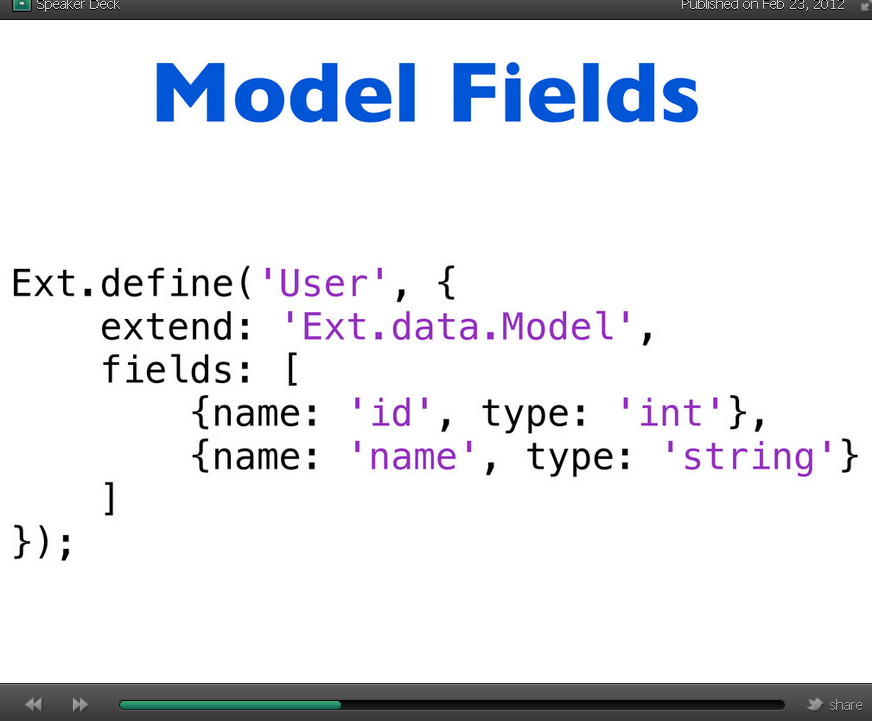 Speaker Deck
Published on Feb 23, 2012
Model Fields
Ext.define('User', {
    extend: 'Ext.data.Model',
    fields: [
        {name: 'id', type: 'int'},
        {name: 'name', type: 'string'}
    ]
});
share